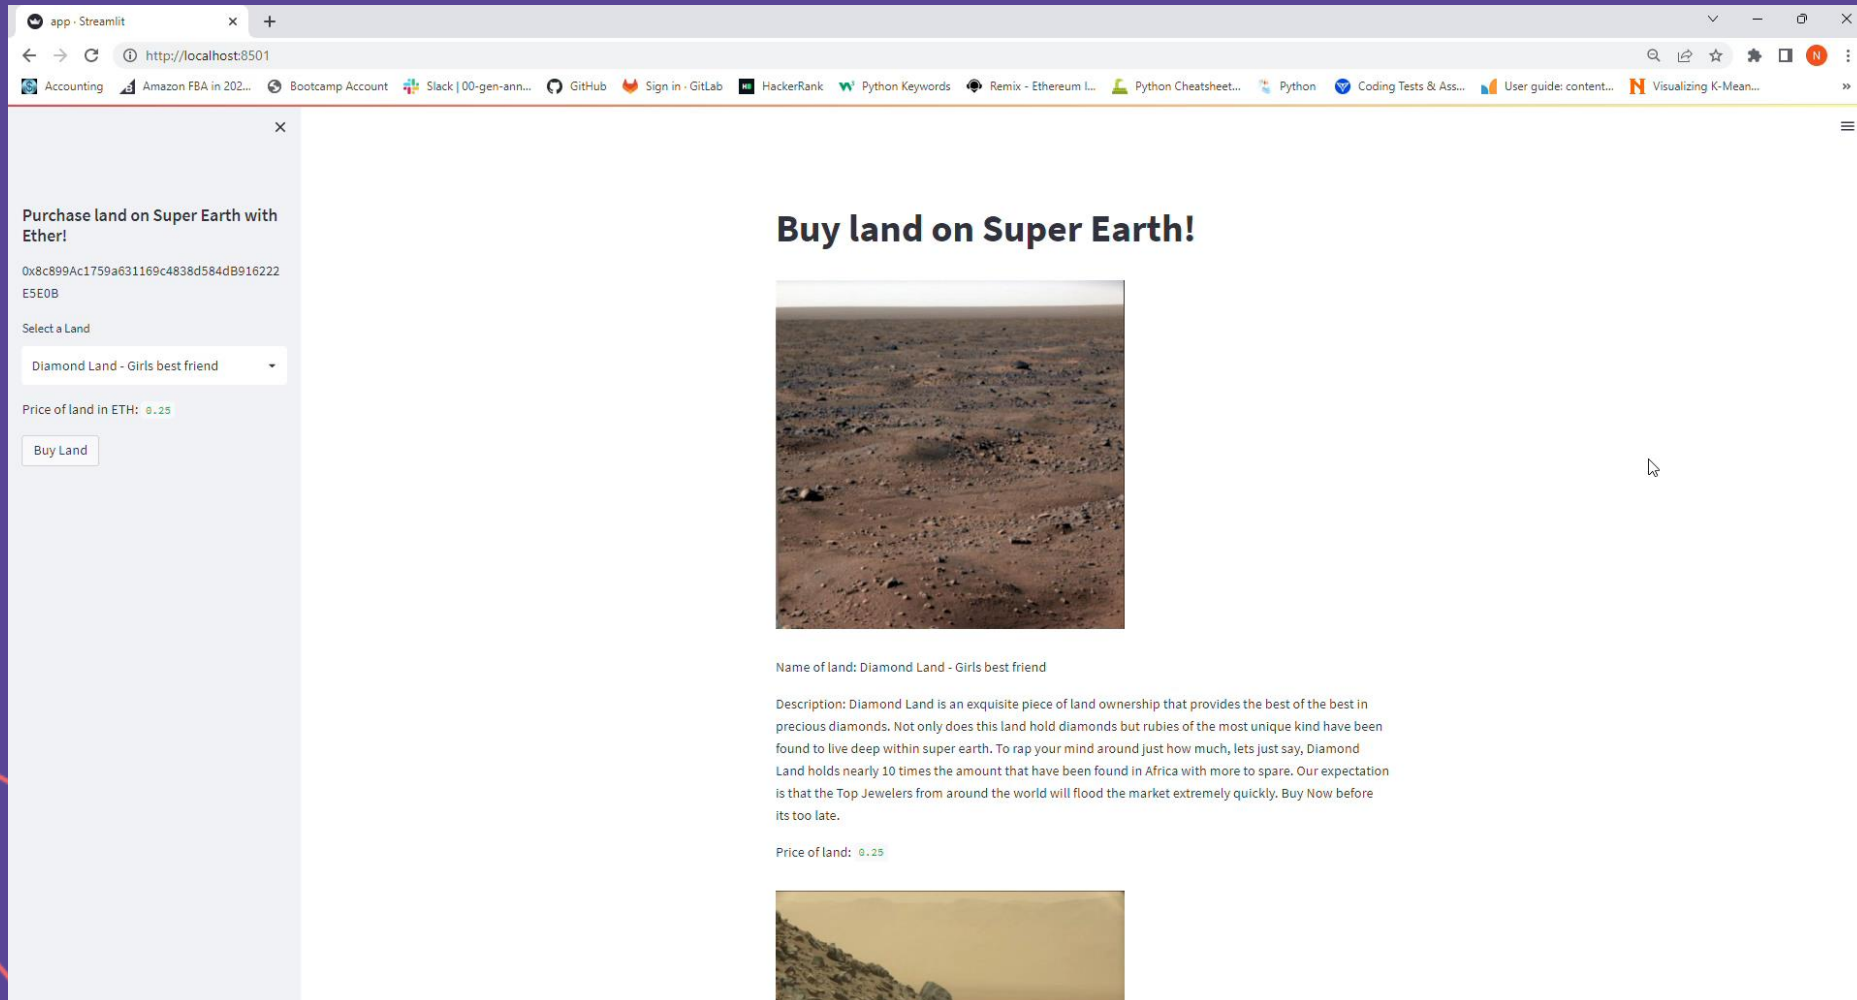 app · Streamlit
http://localhost:8501
Accounting
Amazon FBA in 202...
Bootcamp Account
Slack | 00-gen-ann...
GitHub
Sign in · GitLab
HackerRank
Python Keywords
Remix - Ethereum I...
Python Cheatsheet...
Python
Coding Tests & Ass...
User guide: content...
Visualizing K-Mean...
N
Purchase land on Super Earth with
Ether!
0x8c899Ac1759a631169c4838d584dB916222
E5E0B
Select a Land
Diamond Land - Girls best friend
Price of land in ETH: 0.25
Buy Land
Buy land on Super Earth!
Name of land: Diamond Land - Girls best friend
Description: Diamond Land is an exquisite piece of land ownership that provides the best of the best in
precious diamonds. Not only does this land hold diamonds but rubies of the most unique kind have been
found to live deep within super earth. To rap your mind around just how much, lets just say, Diamond
Land holds nearly 10 times the amount that have been found in Africa with more to spare. Our expectation
is that the Top Jewelers from around the world will flood the market extremely quickly. Buy Now before
its too late.
Price of land: 0.25